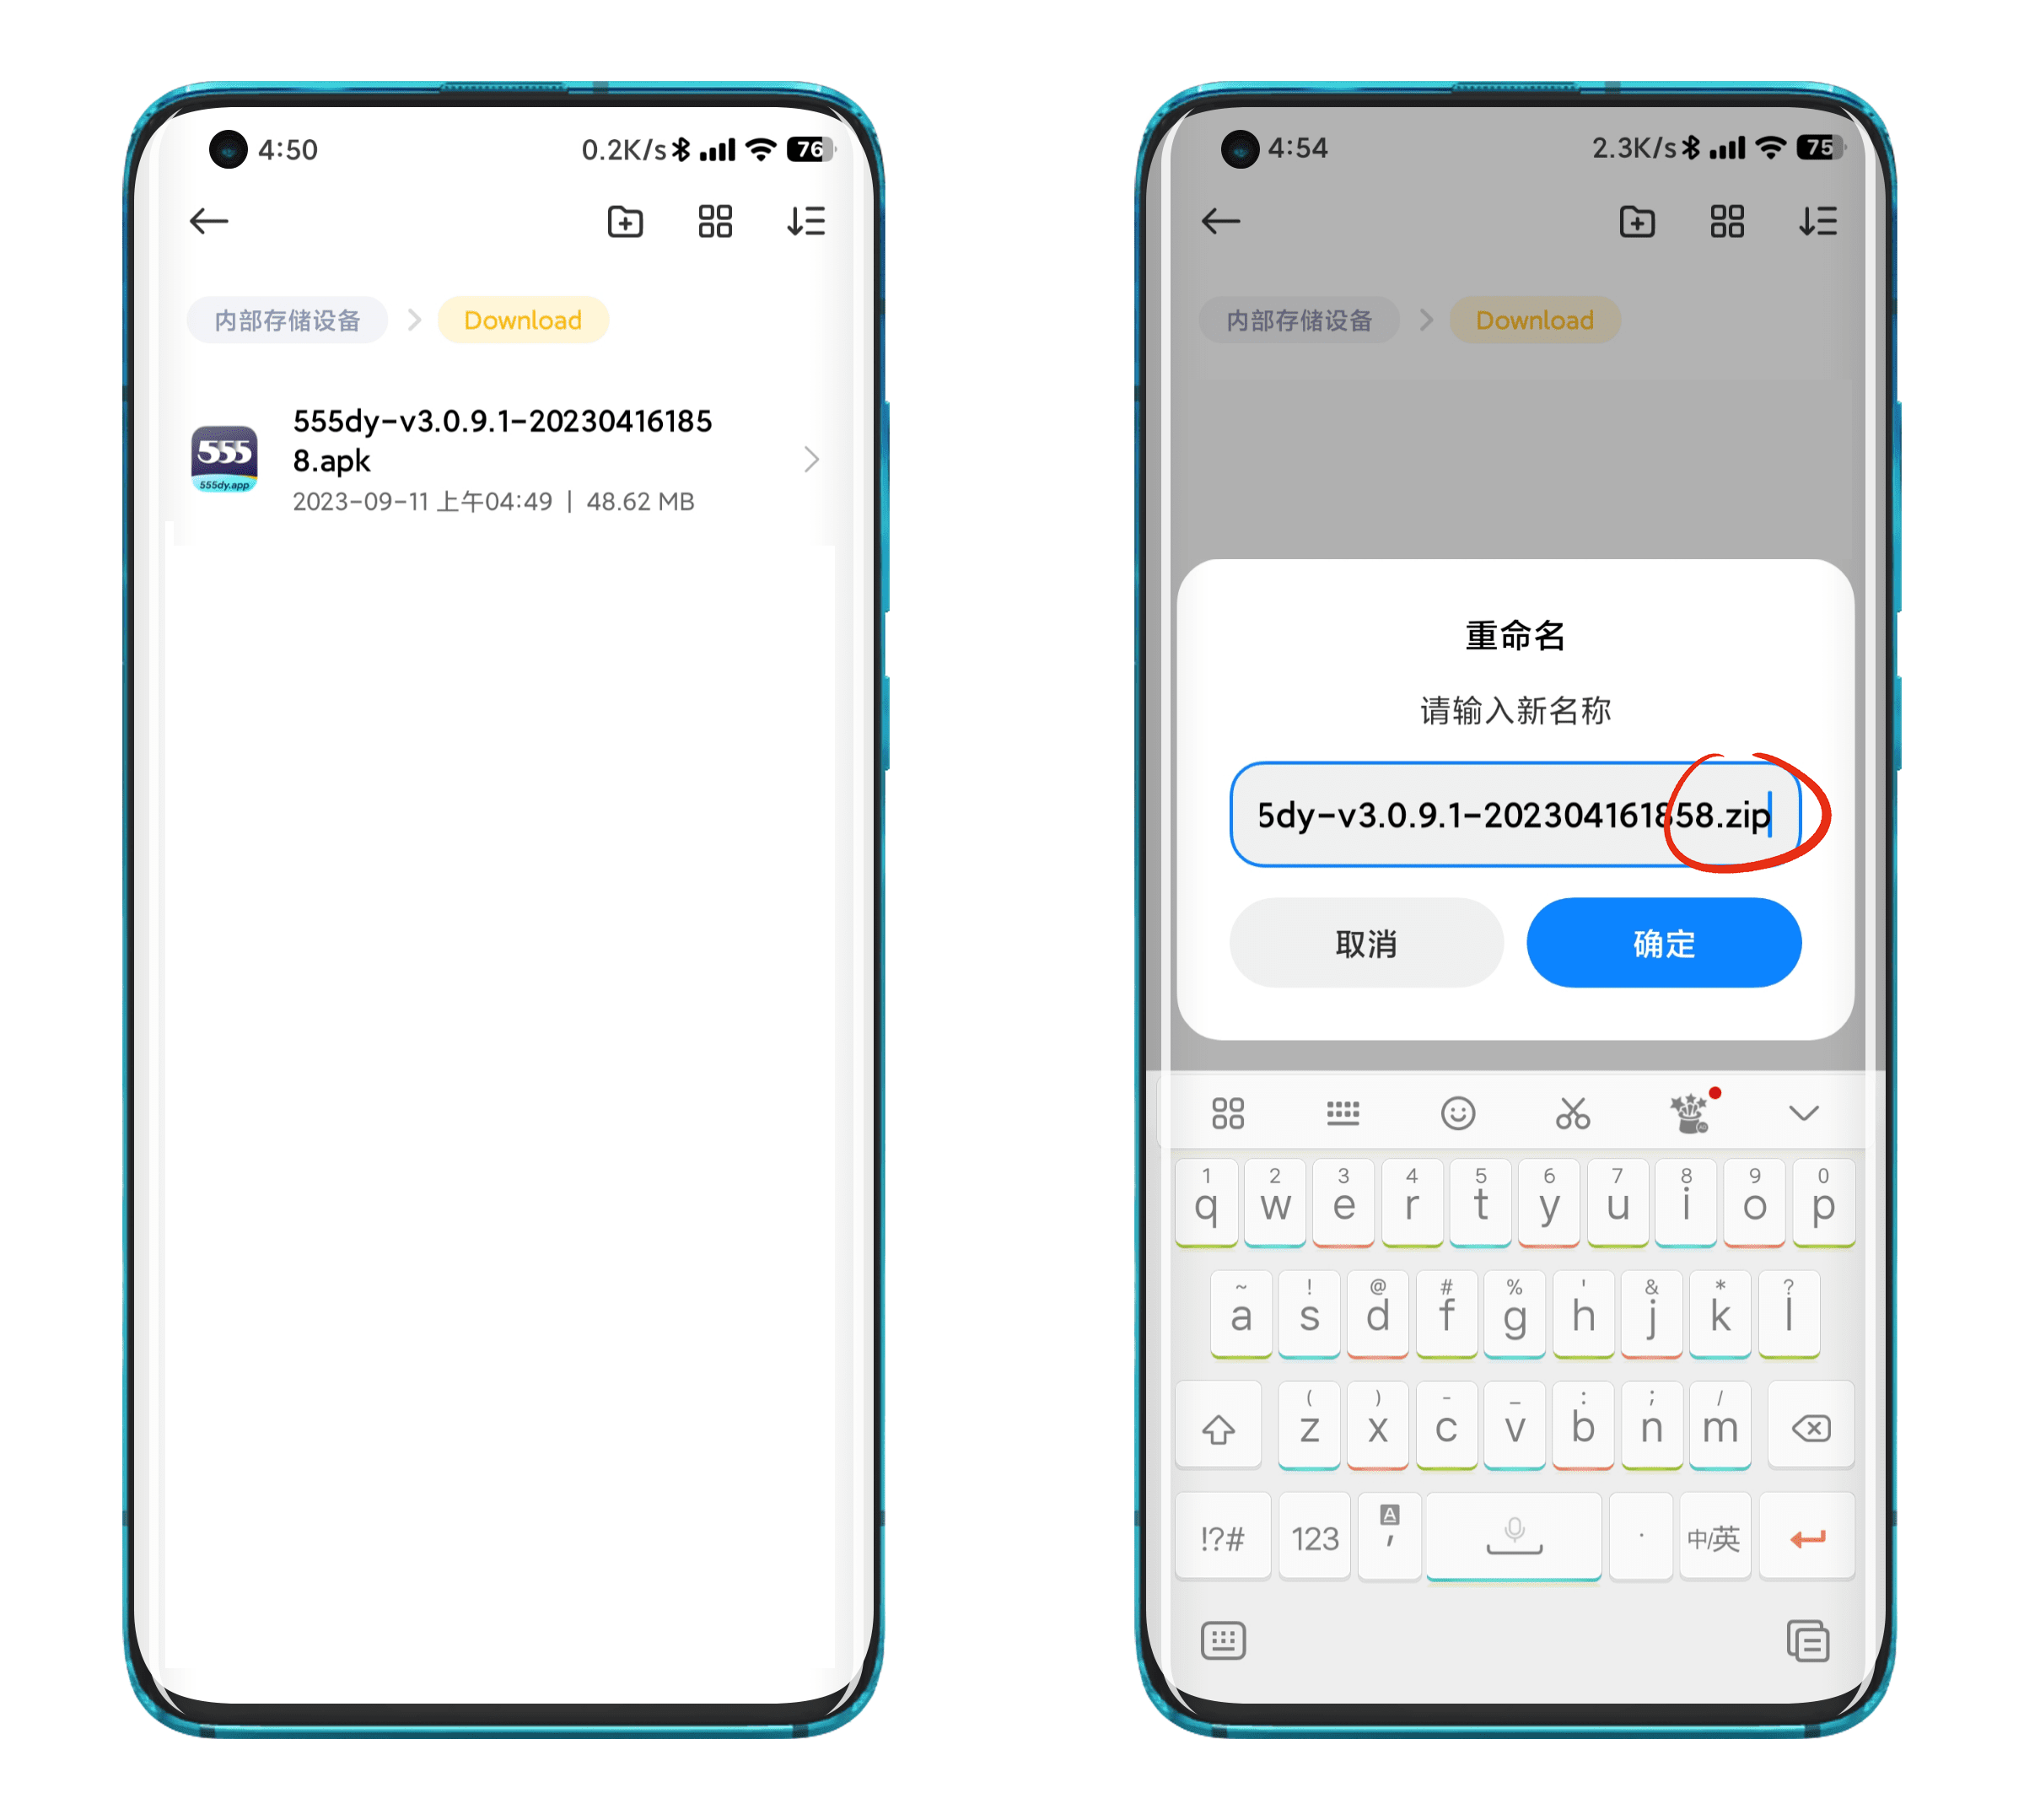 4:50
0.2K/s
76
内部存储设备
Download
555
555dy.app
555dy-v3.0.9.1-20230416185
8.apk
2023-09-11 上午04:49 | 48.62 MB
4:54
2.3K/s
75
内部存储设备
Download
重命名
请输入新名称
5dy-v3.0.9.1-202304161858.zip
取消
确定
1 2 3 4 5 6 7 8 9 0
q w e r t y u i o p
~ ! @ # % ' & * ?
a s d f g h j k l
( ) - _ : ; /
z x c v b n m
A
!?# 123 , . 中/英